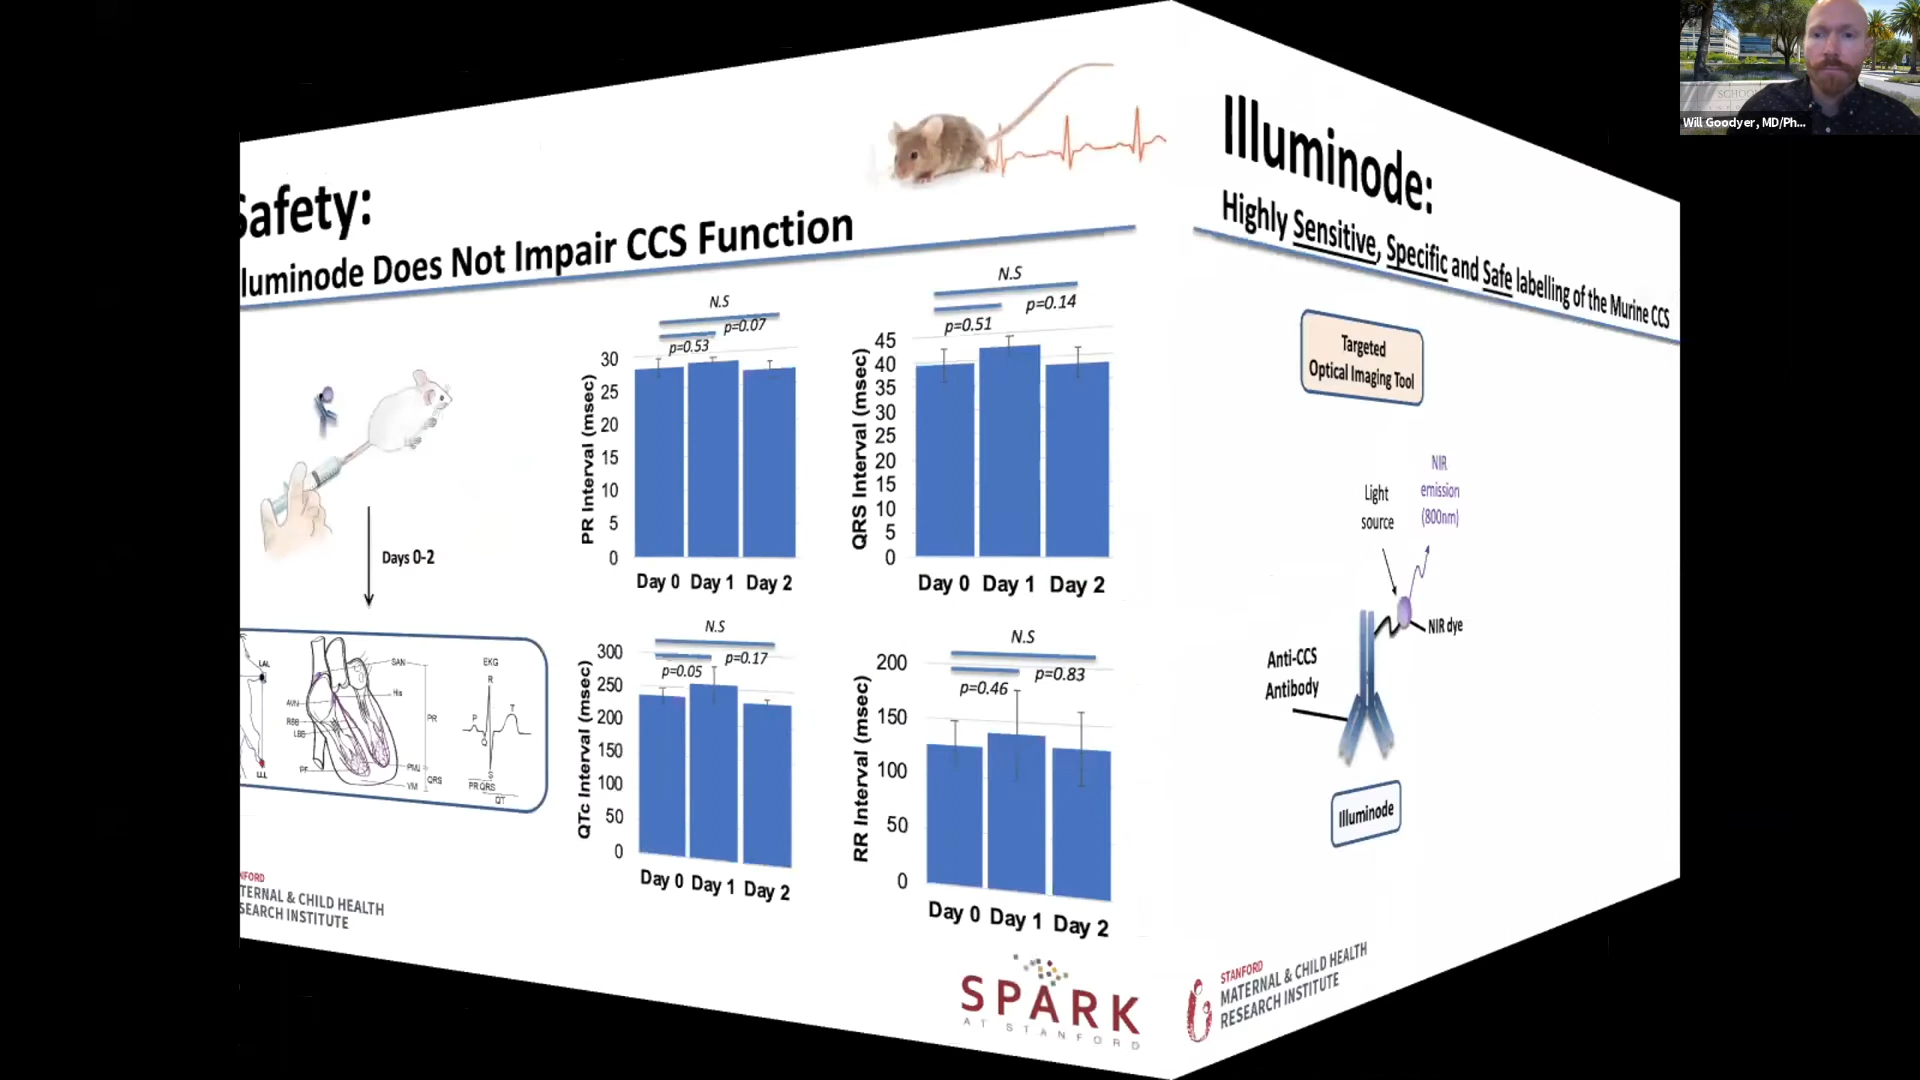 Safety:
lluminode Does Not Impair CCS Function
Days 0-2
LAL
LLL
SAN
His
AVN
RBB
LBB
PF
PMJ
VM
PR
QRS
EKG
R
P
T
Q
S
PR QRS
QT
N.S
p=0.07
p=0.53
PR Interval (msec)
30
25
20
15
10
5
0
Day 0 Day 1 Day 2
N.S
p=0.14
p=0.51
QRS Interval (msec)
45
40
35
30
25
20
15
10
5
0
Day 0 Day 1 Day 2
N.S
p=0.17
p=0.05
QTc Interval (msec)
300
250
200
150
100
50
0
Day 0 Day 1 Day 2
N.S
p=0.83
p=0.46
RR Interval (msec)
200
150
100
50
0
Day 0 Day 1 Day 2
NFORD
TERNAL & CHILD HEALTH
SEARCH INSTITUTE
SPARK
AT STANFORD
Illuminode:
Highly Sensitive, Specific and Safe labelling of the Murine CCS
Targeted
Optical Imaging Tool
NIR
emission
(800nm)
Light
source
NIR dye
Anti-CCS
Antibody
Illuminode
STANFORD
MATERNAL & CHILD HEALTH
RESEARCH INSTITUTE
SCHOO
Will Goodyer, MD/Ph...